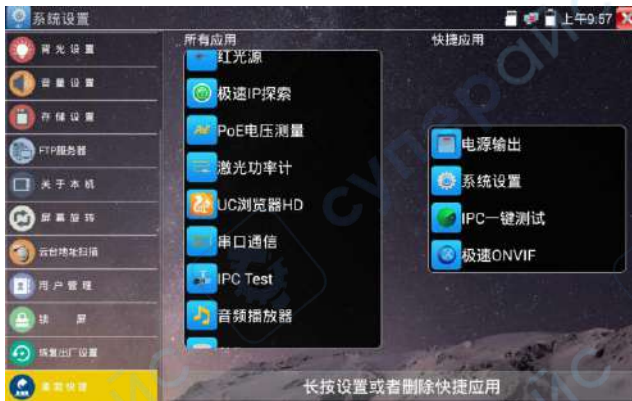 系统设置
上午9:57
背光设置
音量设置
存储设置
FTP服务器
关于本机
屏幕旋转
云台地址扫描
用户管理
锁 屏
恢复出厂设置
桌面快捷
所有应用
红光源
极速IP探索
PoE电压测量
激光功率计
UC浏览器HD
串口通信
IPC Test
音频播放器
快捷应用
电源输出
系统设置
IPC一键测试
极速ONVIF
长按设置或者删除快捷应用